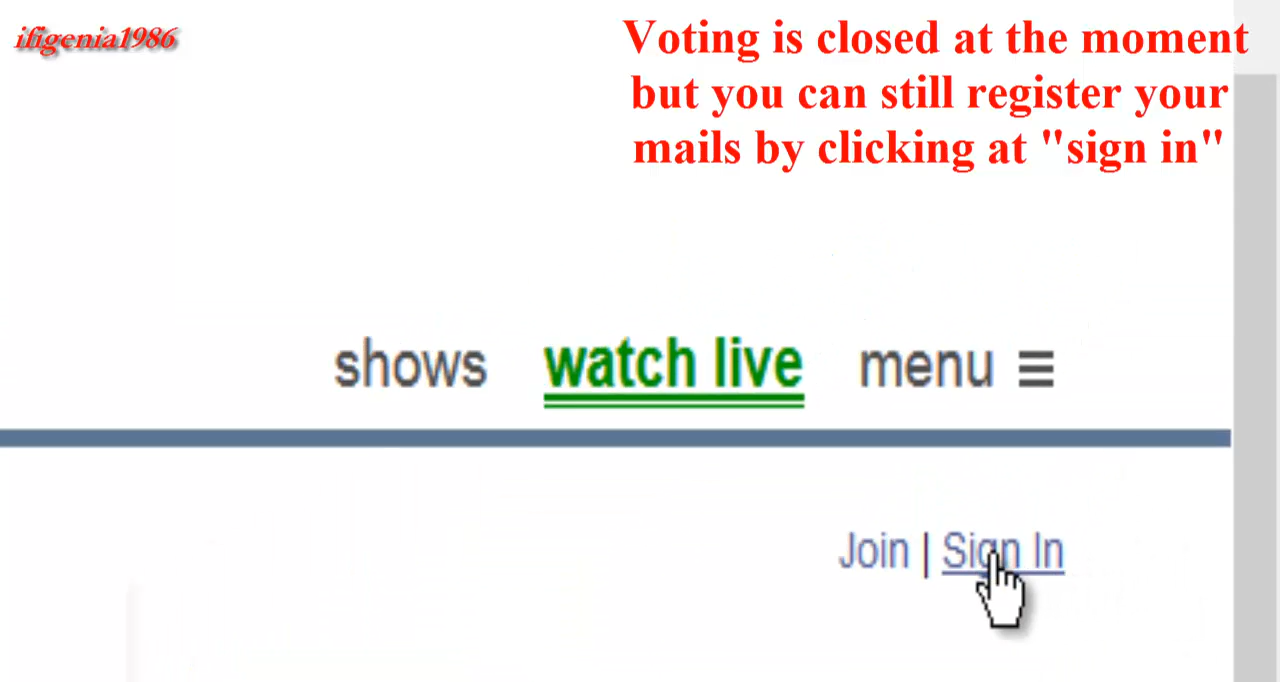 ifigenia1986
Voting is closed at the moment
but you can still register your
mails by clicking at "sign in"
shows watch live menu
Join | Sign In